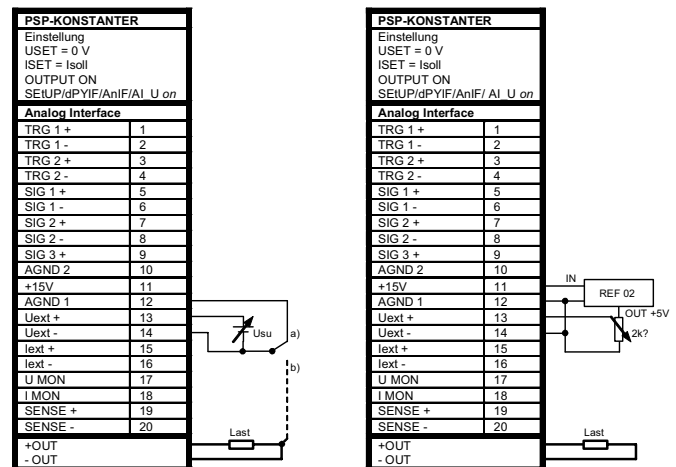 PSP-KONSTANTER
Einstellung
USET = 0 V
ISET = Isoll
OUTPUT ON
SEtUP/dPYIF/AnIF/AI_U on
Analog Interface
TRG 1 + 1
TRG 1 - 2
TRG 2 + 3
TRG 2 - 4
SIG 1 + 5
SIG 1 - 6
SIG 2 + 7
SIG 2 - 8
SIG 3 + 9
AGND 2 10
+15V 11
AGND 1 12
Uext + 13
Uext - 14
Iext + 15
Iext - 16
U MON 17
I MON 18
SENSE + 19
SENSE - 20
+OUT
- OUT
Usu
a)
b)
Last
PSP-KONSTANTER
Einstellung
USET = 0 V
ISET = Isoll
OUTPUT ON
SEtUP/dPYIF/AnIF/ AI_U on
Analog Interface
TRG 1 + 1
TRG 1 - 2
TRG 2 + 3
TRG 2 - 4
SIG 1 + 5
SIG 1 - 6
SIG 2 + 7
SIG 2 - 8
SIG 3 + 9
AGND 2 10
+15V 11
AGND 1 12
Uext + 13
Uext - 14
Iext + 15
Iext - 16
U MON 17
I MON 18
SENSE + 19
SENSE - 20
+OUT
- OUT
IN
REF 02
OUT +5V
2k?
Last